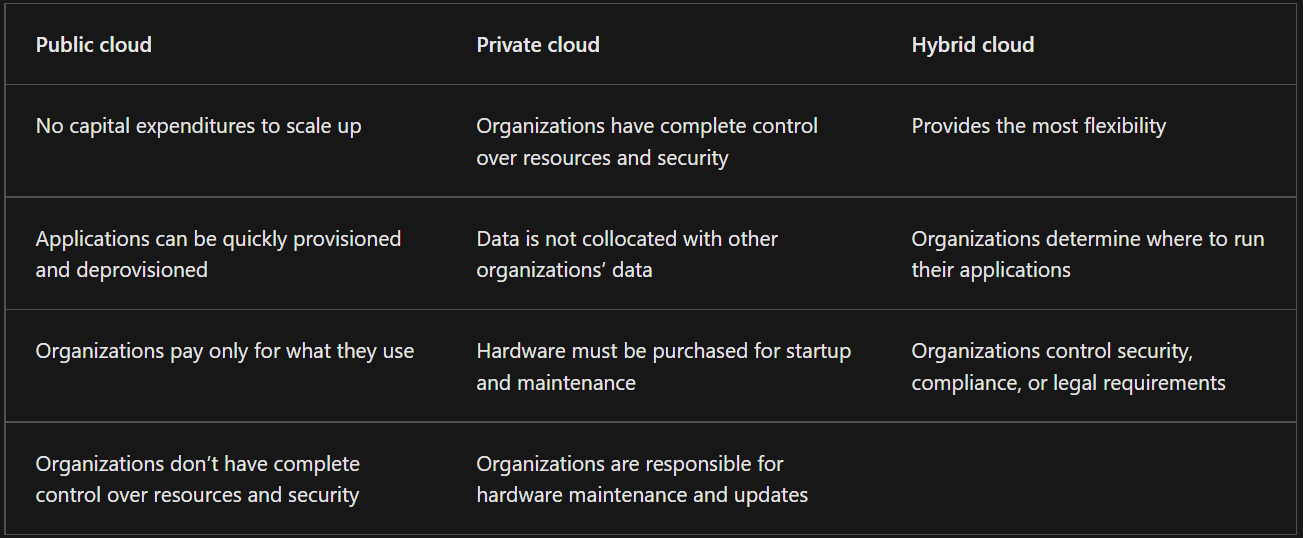 Public cloud
Private cloud
Hybrid cloud
No capital expenditures to scale up
Organizations have complete control
over resources and security
Provides the most flexibility
Applications can be quickly provisioned
and deprovisioned
Data is not collocated with other
organizations’ data
Organizations determine where to run
their applications
Organizations pay only for what they use
Hardware must be purchased for startup
and maintenance
Organizations control security,
compliance, or legal requirements
Organizations don’t have complete
control over resources and security
Organizations are responsible for
hardware maintenance and updates